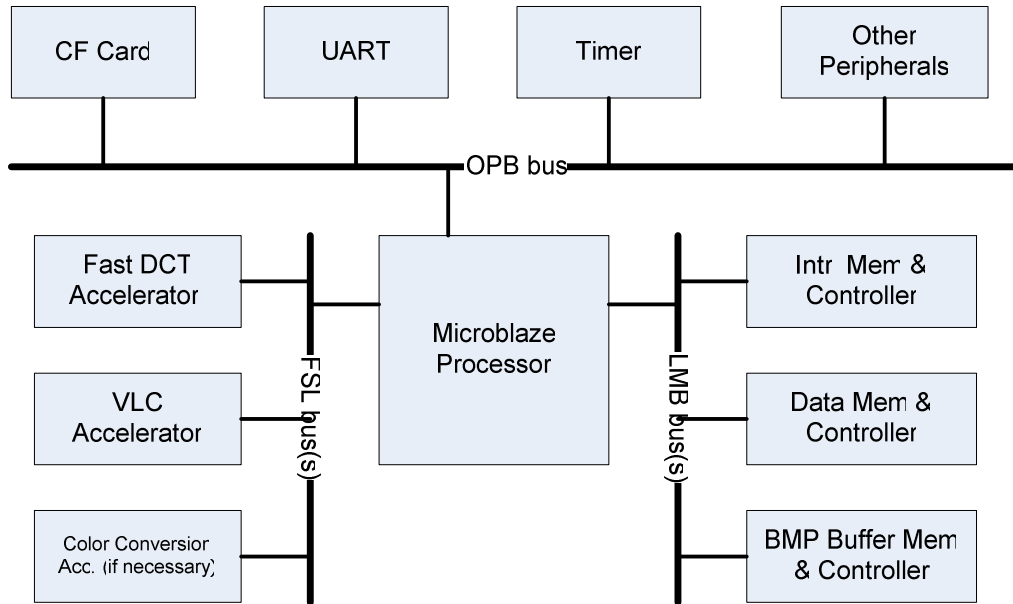 CF Card
UART
Timer
Other
Peripherals
OPB bus
Fast DCT
Accelerator
Microblaze
Processor
Intr Mem &
Controller
FSL bus(s)
LMB bus(s)
VLC
Accelerator
Data Mem &
Controller
Color Conversion
Acc. (if necessary)
BMP Buffer Mem
& Controller